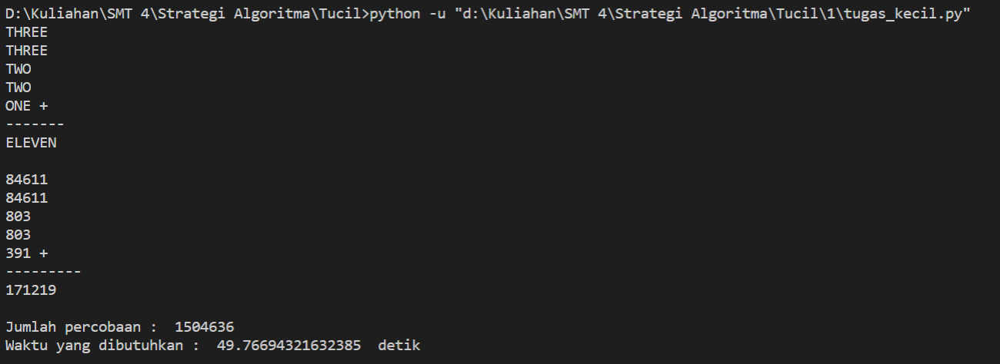 D:\Kuliahan\SMT 4\Strategi Algoritma\Tucil>python -u "d:\Kuliahan\SMT 4\Strategi Algoritma\Tucil\1\tugas_kecil.py"
THREE
THREE
TWO
TWO
ONE +
-------
ELEVEN
84611
84611
803
803
391 +
---------
171219
Jumlah percobaan :  1504636
Waktu yang dibutuhkan :  49.76694321632385  detik